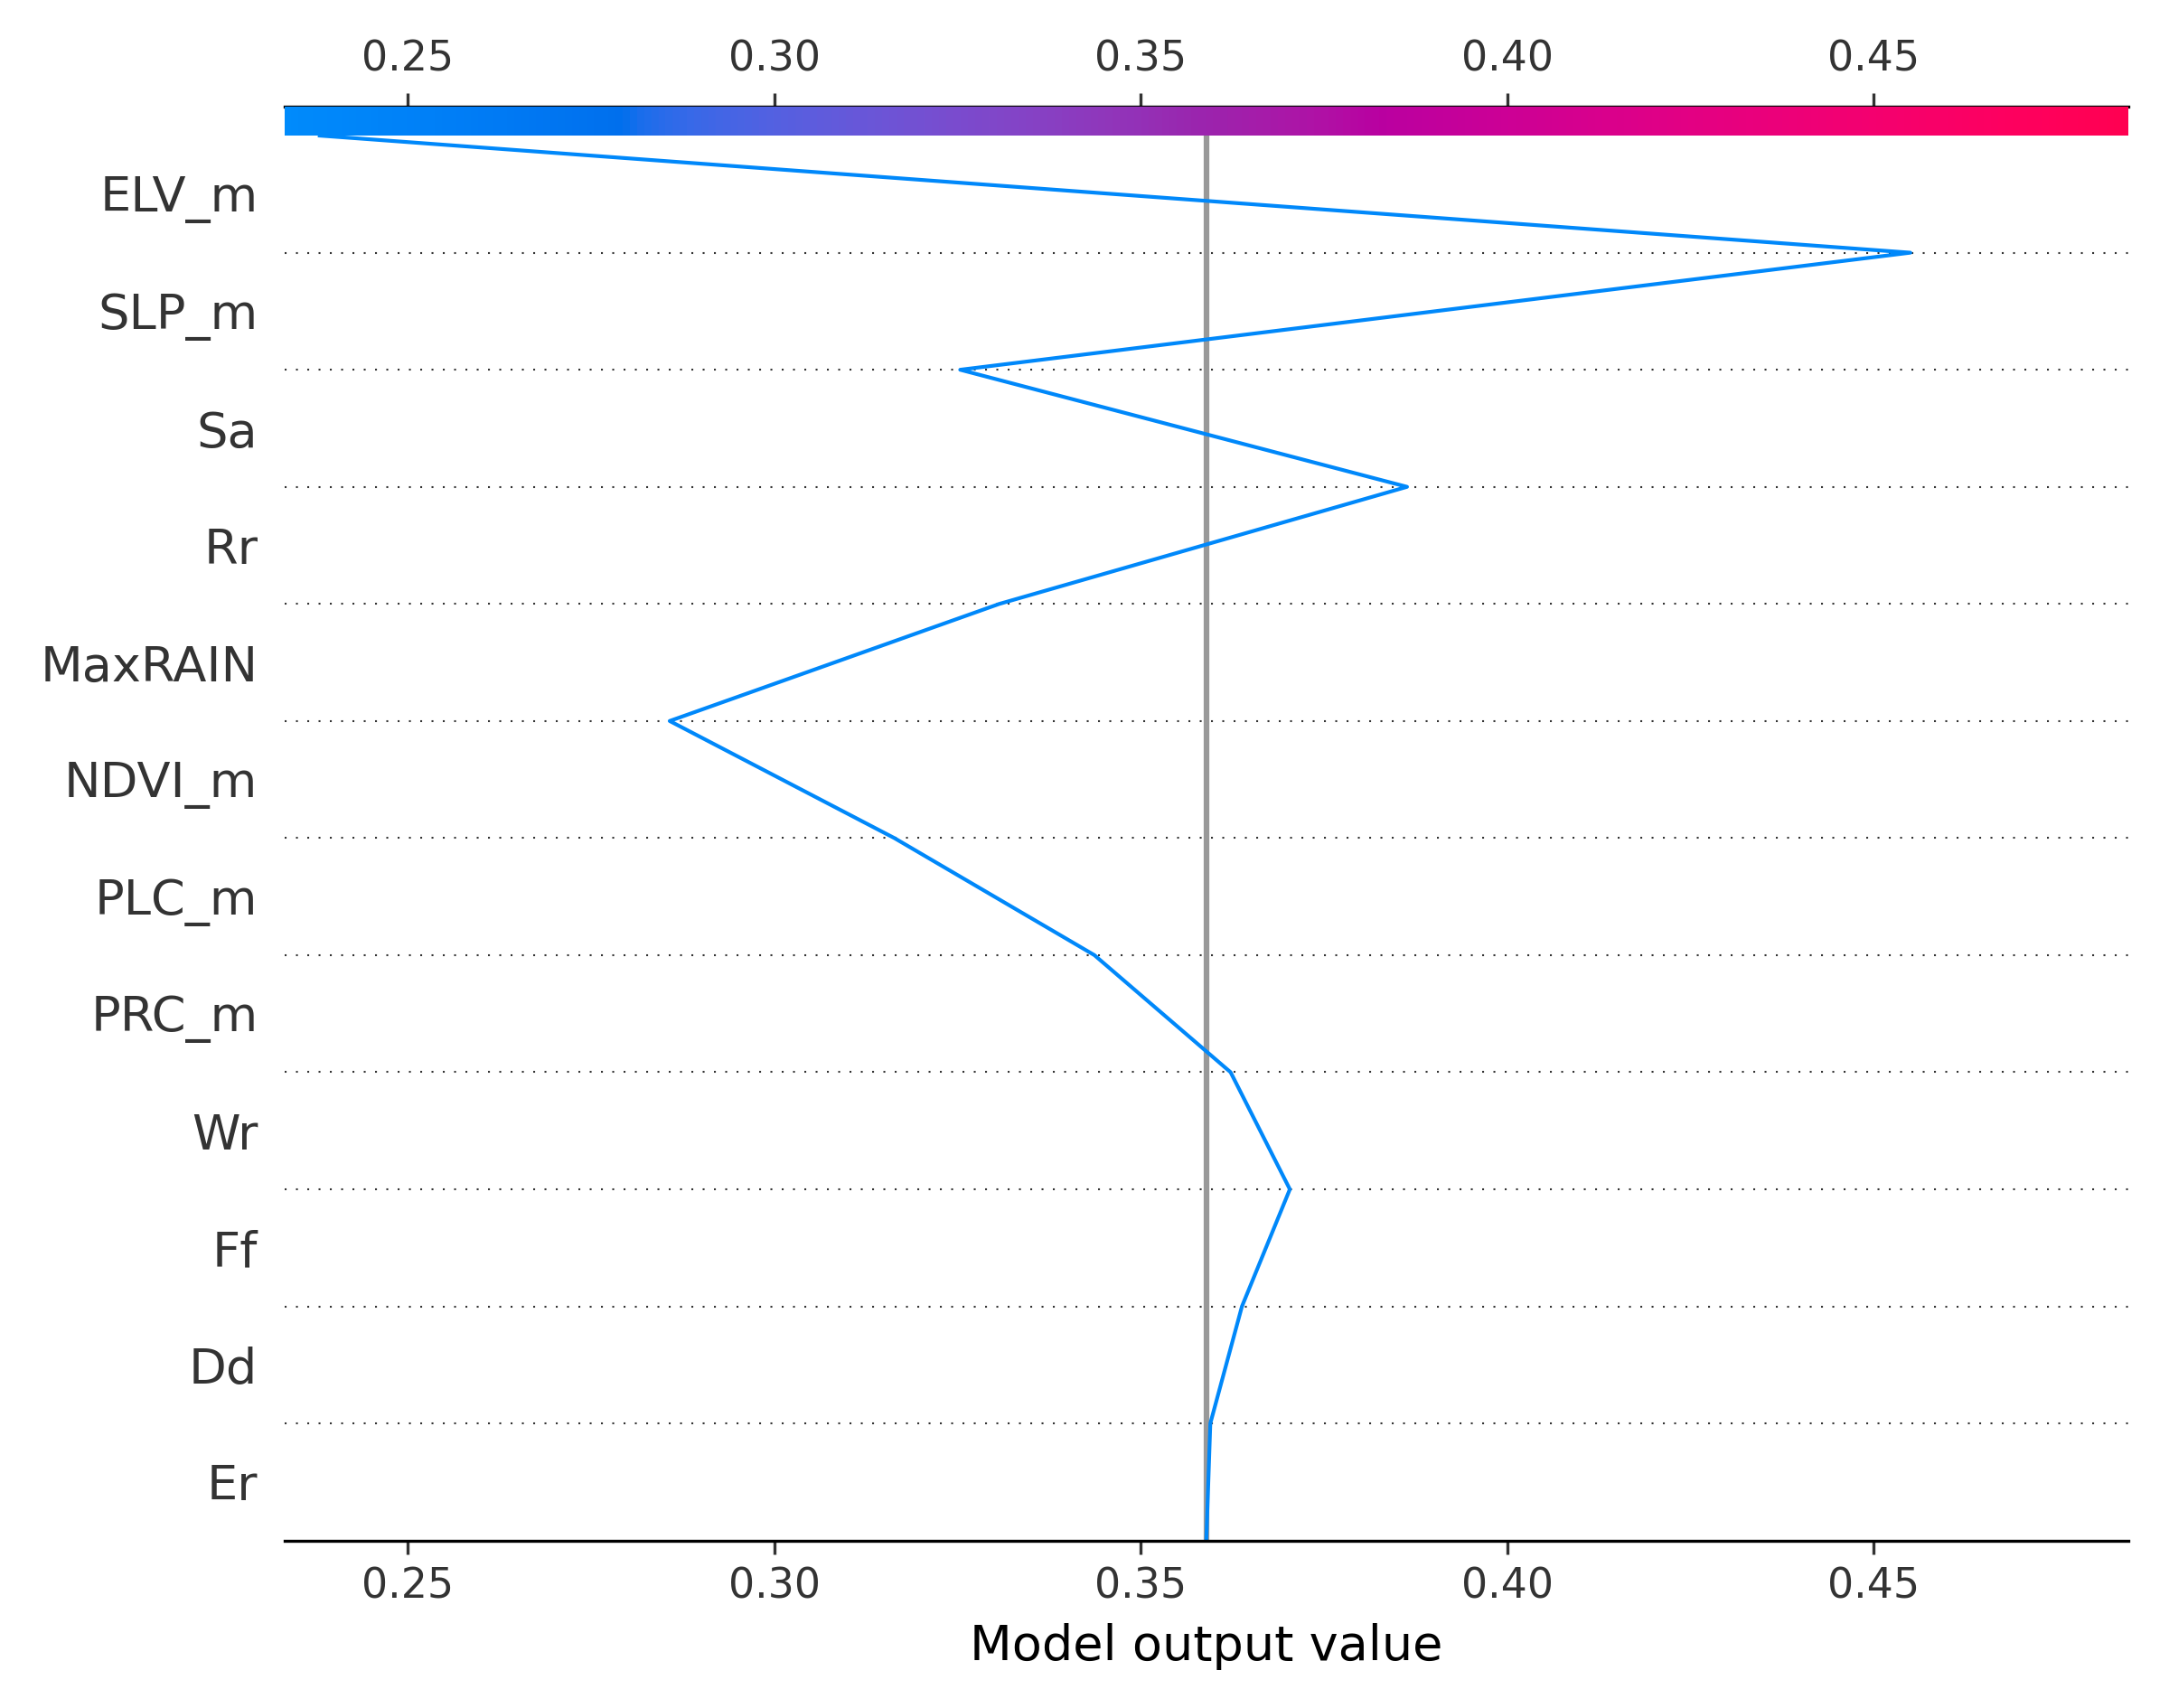 0.25 0.30 0.35 0.40 0.45
ELV_m
SLP_m
Sa
Rr
MaxRAIN
NDVI_m
PLC_m
PRC_m
Wr
Ff
Dd
Er
0.25 0.30 0.35 0.40 0.45
Model output value